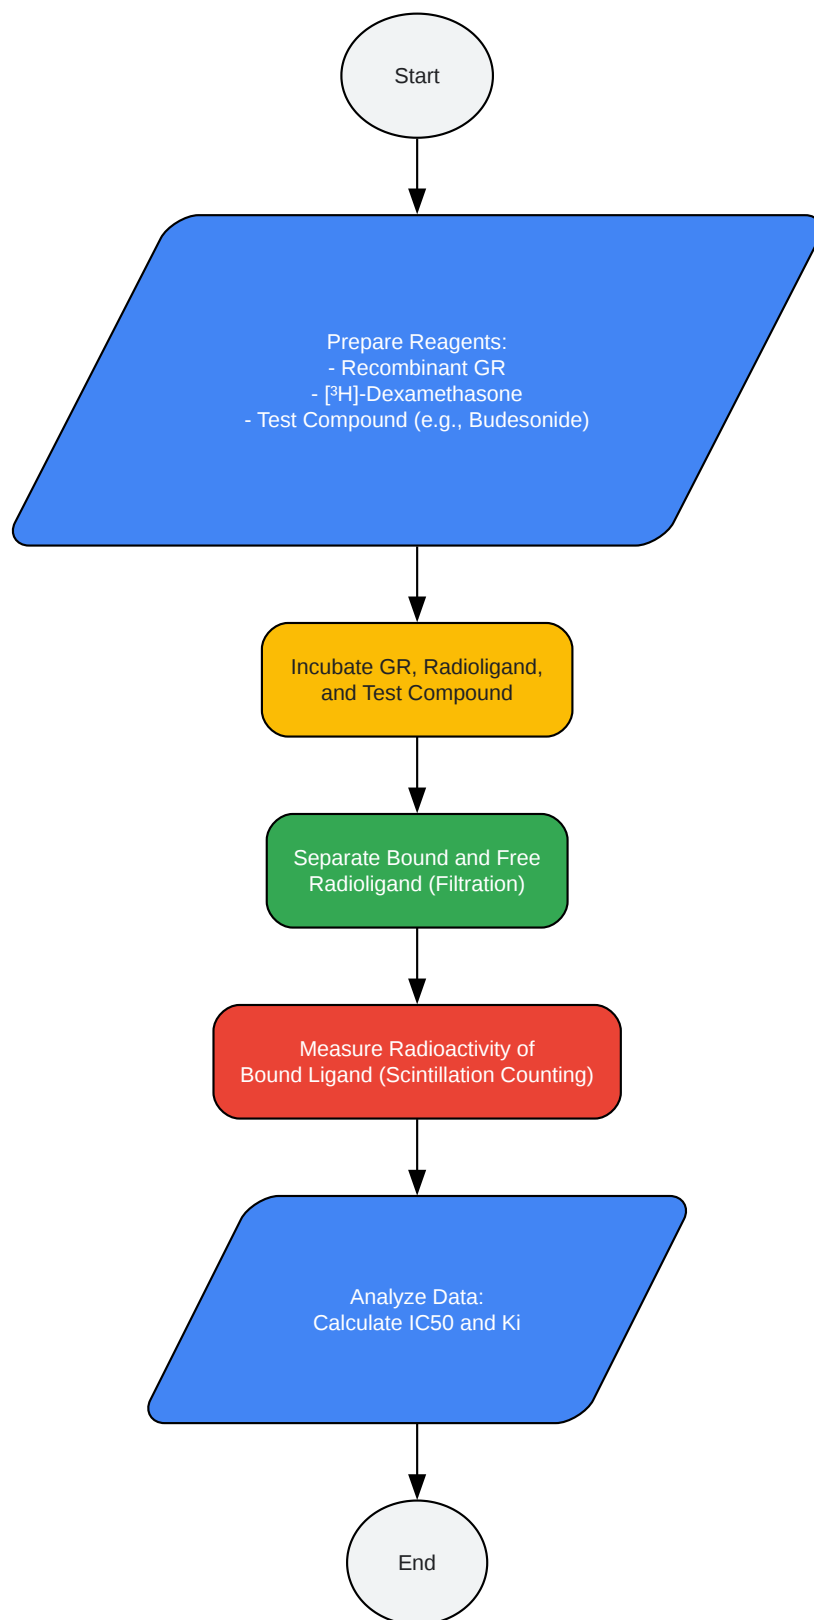 Start
Prepare Reagents:
- Recombinant GR
- [³H]-Dexamethasone
- Test Compound (e.g., Budesonide)
Incubate GR, Radioligand,
and Test Compound
Separate Bound and Free
Radioligand (Filtration)
Measure Radioactivity of
Bound Ligand (Scintillation Counting)
Analyze Data:
Calculate IC50 and Ki
End